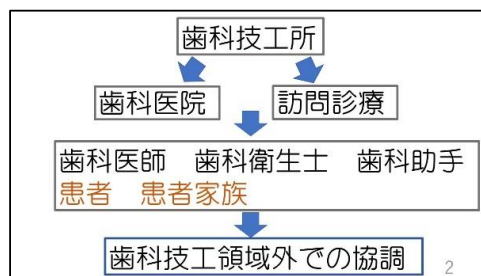 歯科技工所
歯科医院 訪問診療
歯科医師 歯科衛生士 歯科助手
患者 患者家族
歯科技工領域外での協調
2